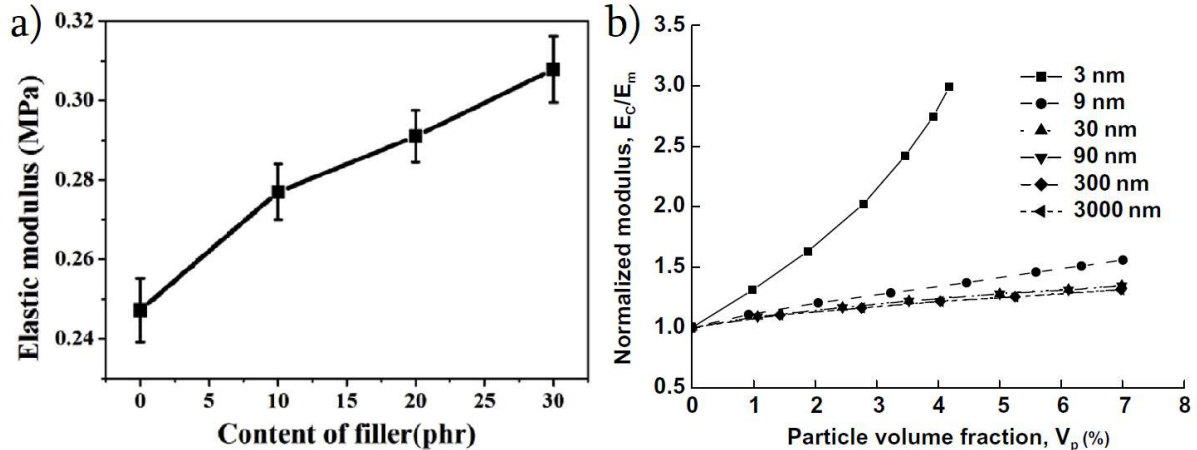 a)
Elastic modulus (MPa)
0.32
0.30
0.28
0.26
0.24
0
5
10
15
20
25
30
Content of filler(phr)
b)
Normalized modulus, EC/Em
3.5
3.0
2.5
2.0
1.5
1.0
0.5
3 nm
9 nm
30 nm
90 nm
300 nm
3000 nm
0
1
2
3
4
5
6
7
8
Particle volume fraction, Vp (%)